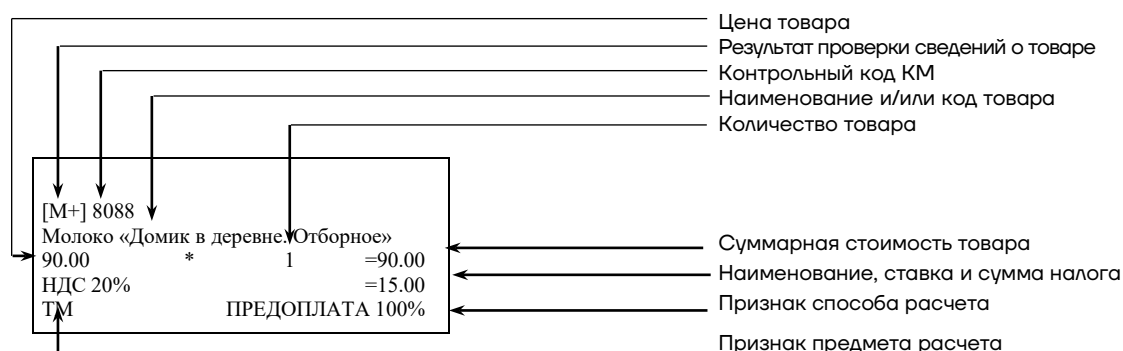 Цена товара
Результат проверки сведений о товаре
Контрольный код КМ
Наименование и/или код товара
Количество товара
[M+] 8088
Молоко «Домик в деревне. Отборное»
90.00 * 1 =90.00
НДС 20% =15.00
ТМ ПРЕДОПЛАТА 100%
Суммарная стоимость товара
Наименование, ставка и сумма налога
Признак способа расчета
Признак предмета расчета